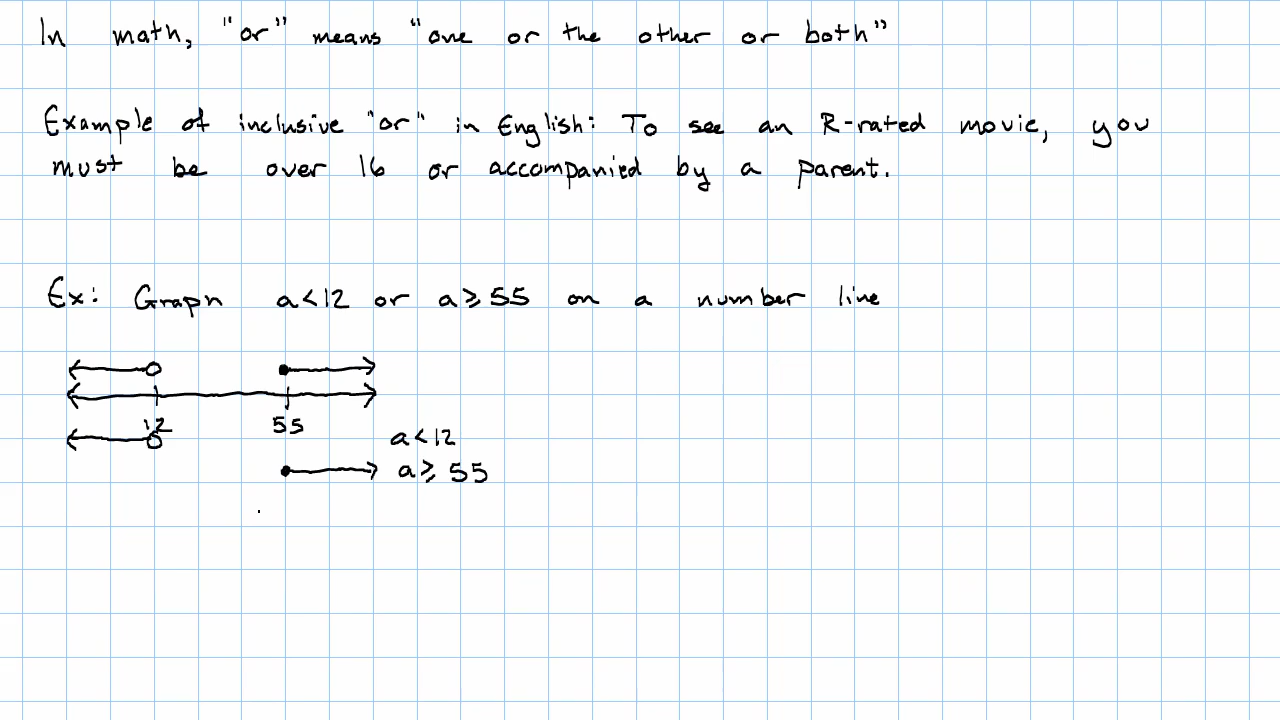 In math, "or" means "one or the other or both"
Example of inclusive "or" in English: To see an R-rated movie, you
must be over 16 or accompanied by a parent.
Ex: Graph a<12 or a≥55 on a number line
12 55
a<12
a≥55